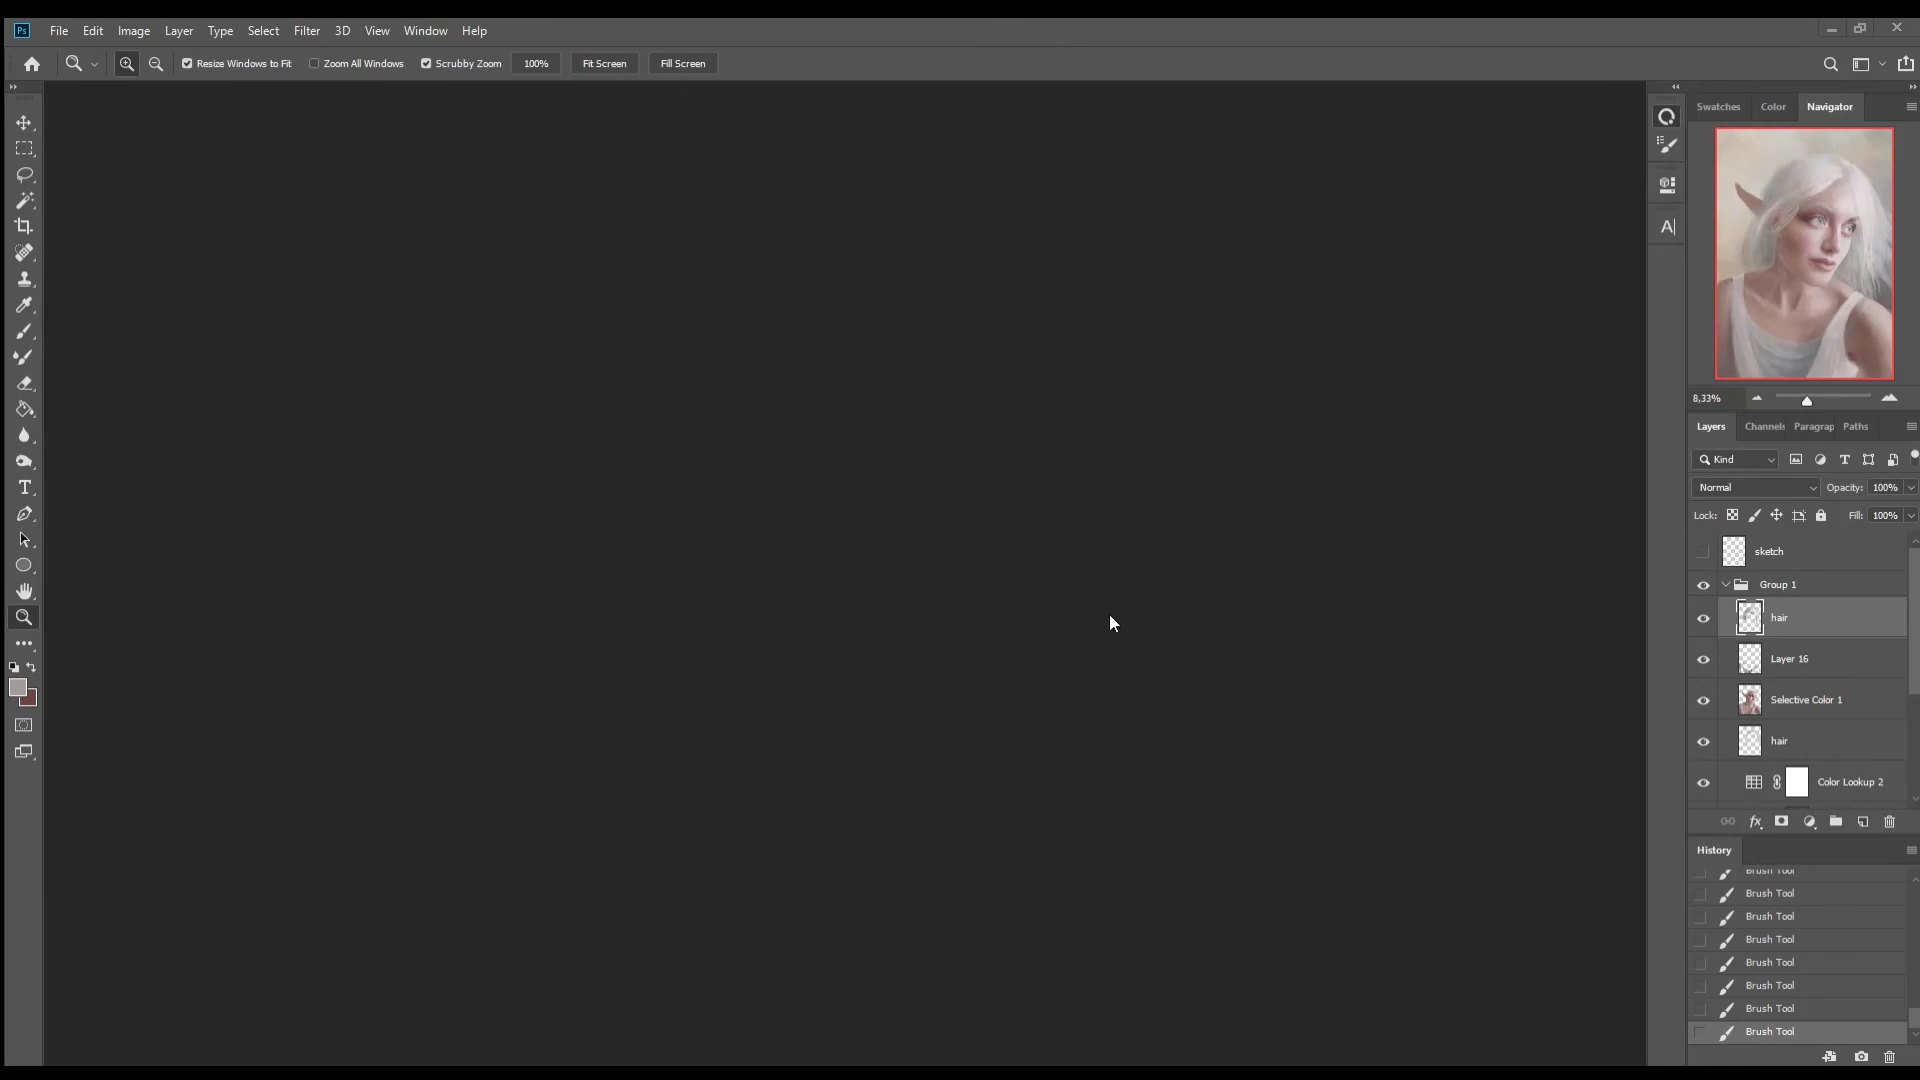 Ps File Edit Image Layer Type Select Filter 3D View Window Help
Resize Windows to Fit Zoom All Windows Scrubby Zoom 100% Fit Screen Fill Screen
Swatches Color Navigator
8,33%
Layers Channels Paragrap Paths
Kind
Normal Opacity: 100%
Lock: Fill: 100%
sketch
Group 1
hair
Layer 16
Selective Color 1
hair
Color Lookup 2
History
Brush Tool
Brush Tool
Brush Tool
Brush Tool
Brush Tool
Brush Tool
Brush Tool
Brush Tool